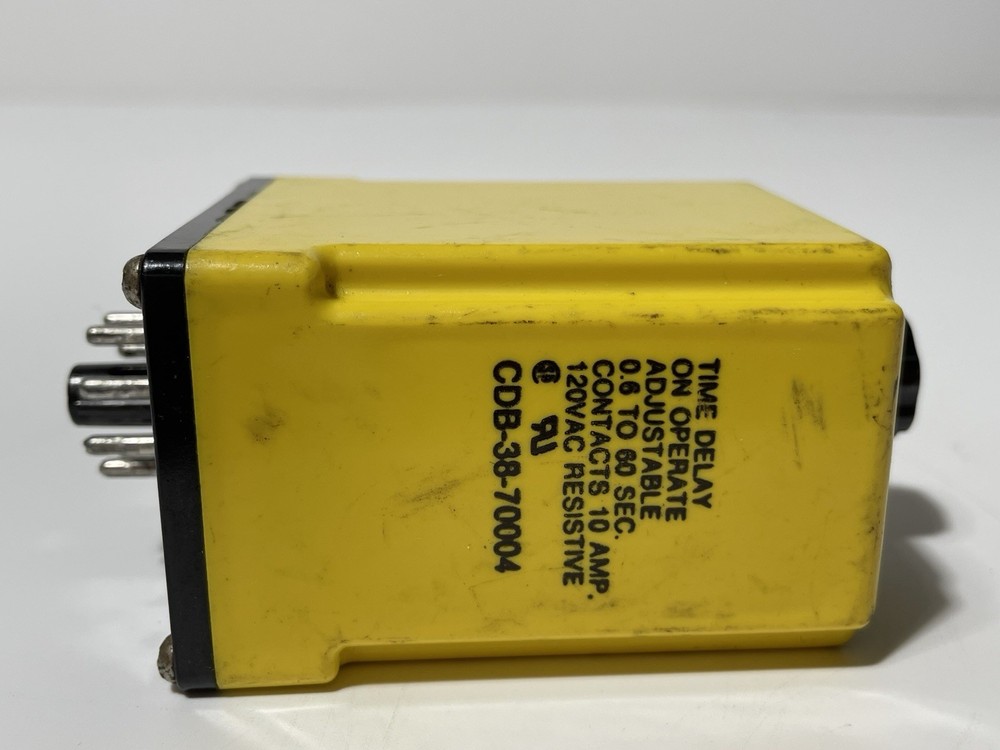 TIME DELAY
ON OPERATE
ADJUSTABLE
0.6 TO 60 SEC.
CONTACTS 10 AMP.
120VAC RESISTIVE
CDB-38-70004